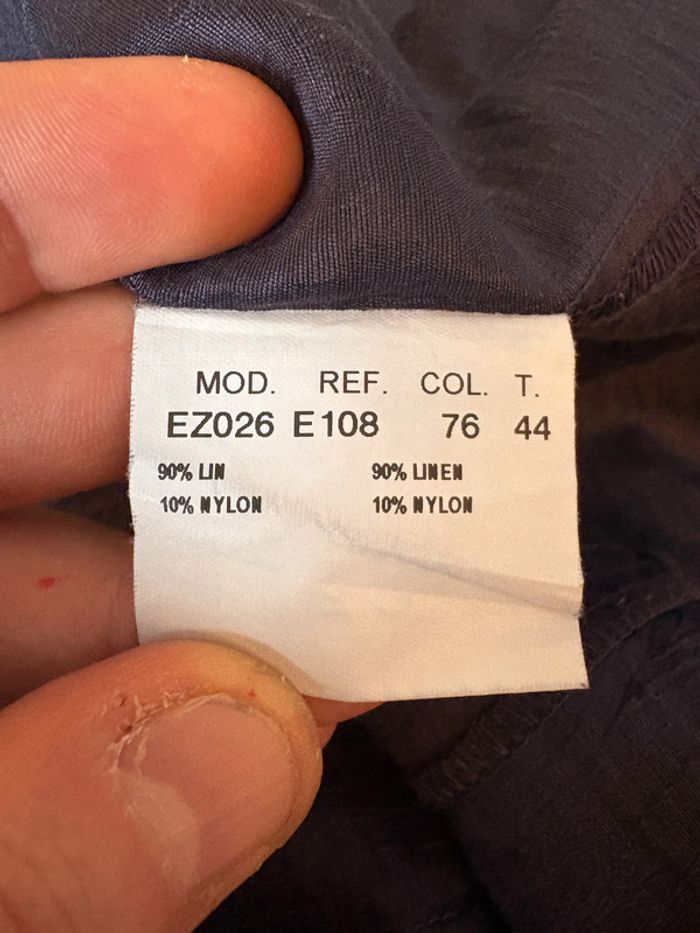 MOD. REF. COL. T.
EZ026 E108 76 44
90% LIN 90% LINEN
10% NYLON 10% NYLON